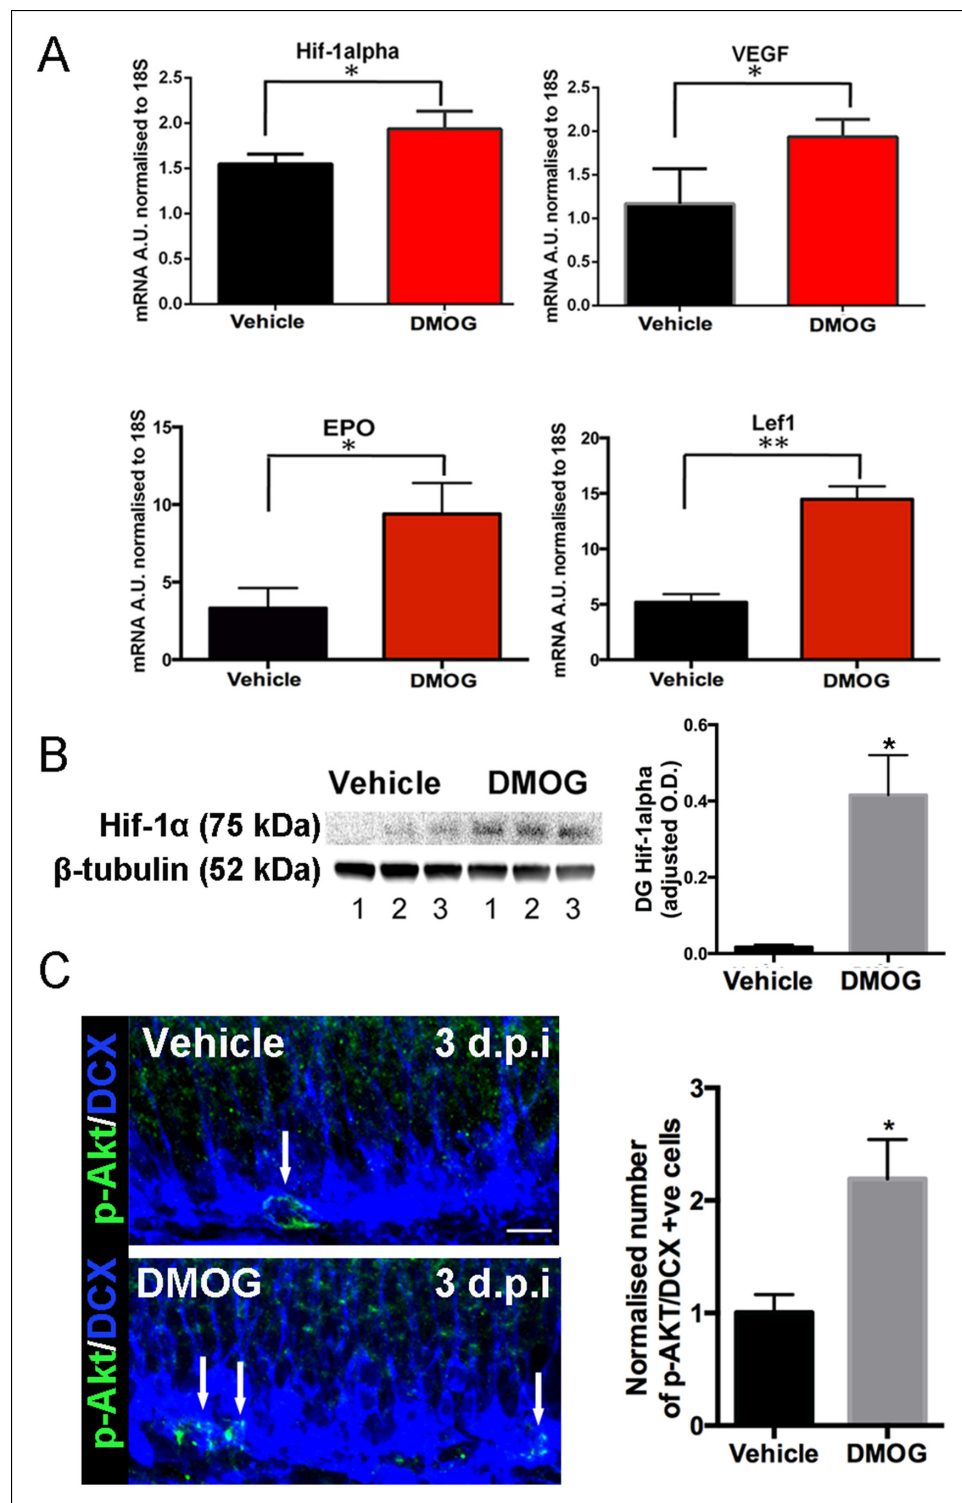 A
Hif-1alpha
*
mRNA A.U. normalised to 18S
2.5
2.0
1.5
1.0
0.5
0.0
Vehicle DMOG
VEGF
*
mRNA A.U. normalised to 18S
2.5
2.0
1.5
1.0
0.5
0.0
Vehicle DMOG
EPO
*
mRNA A.U. normalised to 18S
15
10
5
0
Vehicle DMOG
Lef1
**
mRNA A.U. normalised to 18S
20
15
10
5
0
Vehicle DMOG
B
Vehicle DMOG
Hif-1α (75 kDa)
β-tubulin (52 kDa)
1 2 3 1 2 3
DG Hif-1alpha
(adjusted O.D.)
0.6
0.4
0.2
0.0
*
Vehicle DMOG
C
p-Akt/DCX
Vehicle 3 d.p.i
p-Akt/DCX
DMOG 3 d.p.i
Normalised number
of p-AKT/DCX +ve cells
3
2
1
0
*
Vehicle DMOG